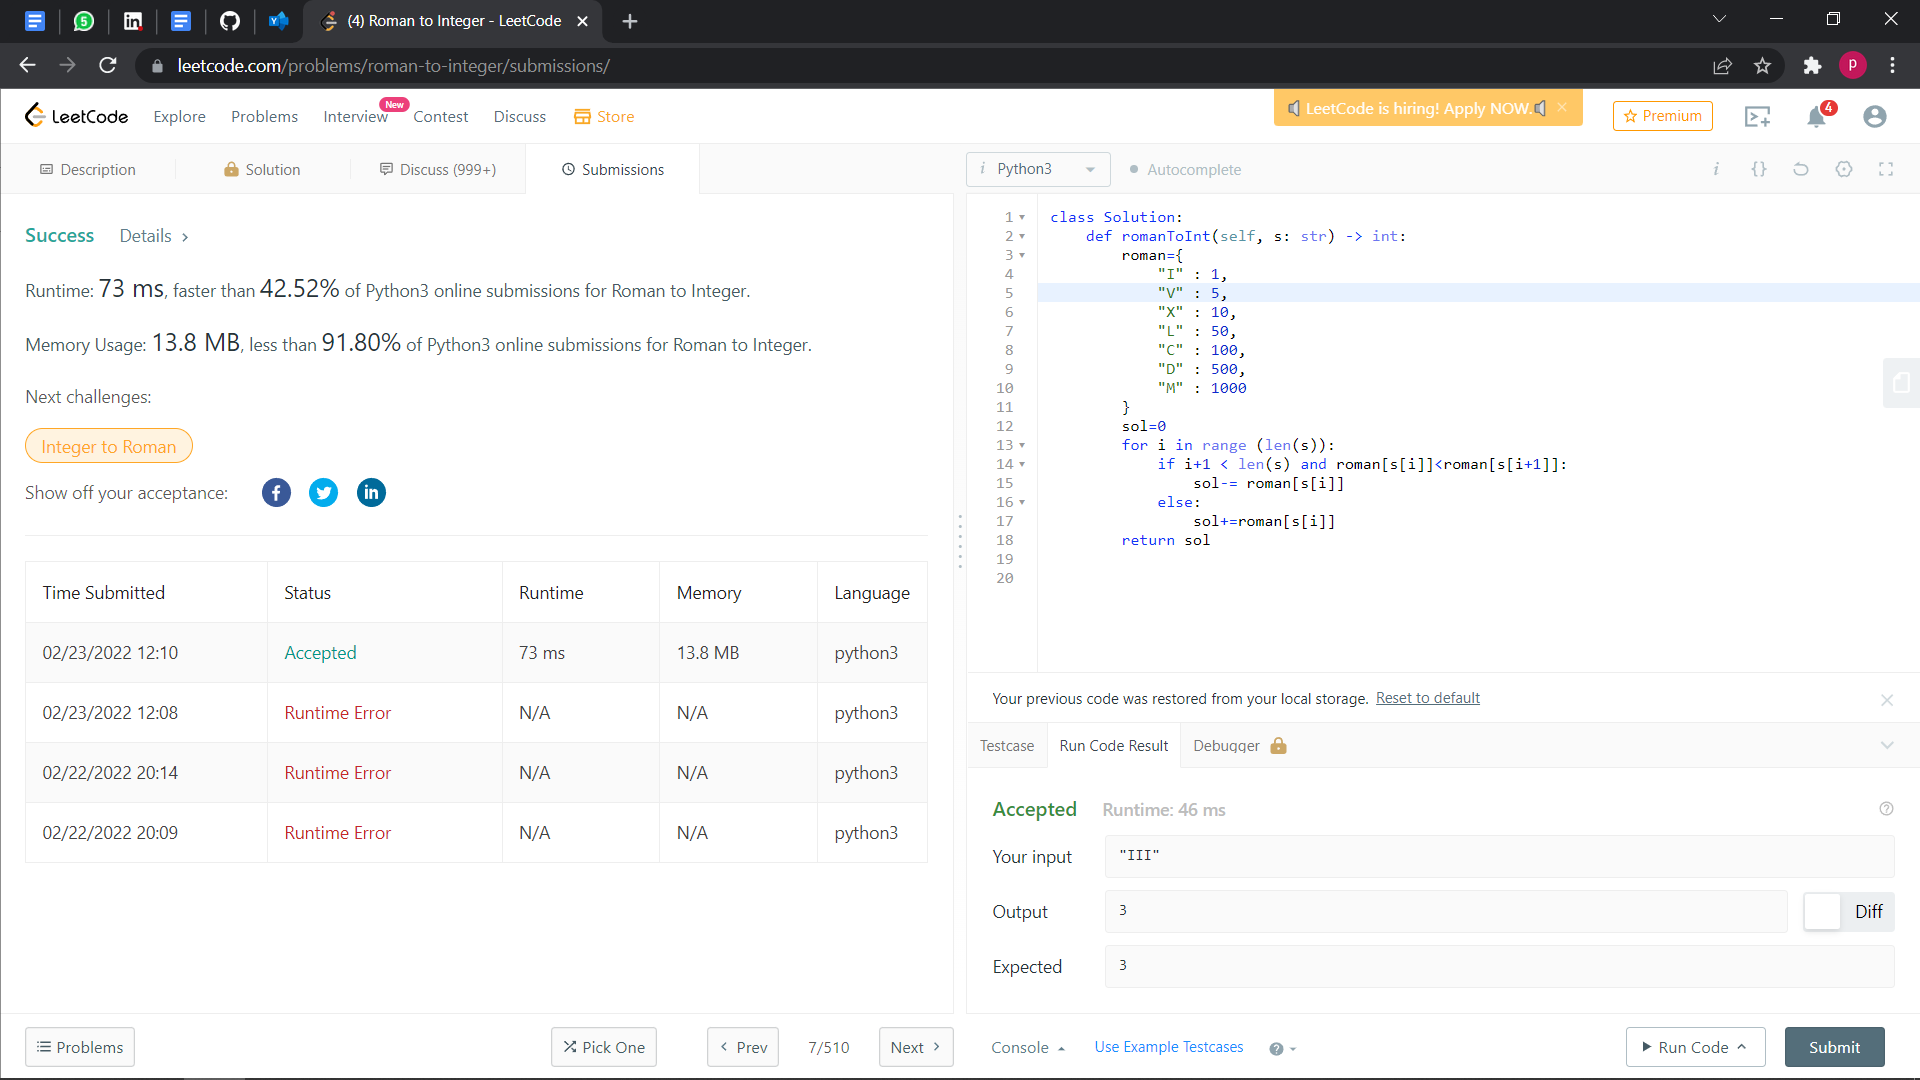 5
in
(4) Roman to Integer - LeetCode
leetcode.com/problems/roman-to-integer/submissions/
P
LeetCode
Explore
Problems
Interview
New
Contest
Discuss
Store
LeetCode is hiring! Apply NOW.
Premium
4
Description
Solution
Discuss (999+)
Submissions
i Python3
Autocomplete
i
{}
Success
Details
Runtime: 73 ms, faster than 42.52% of Python3 online submissions for Roman to Integer.
Memory Usage: 13.8 MB, less than 91.80% of Python3 online submissions for Roman to Integer.
Next challenges:
Integer to Roman
Show off your acceptance:
f
in
Time Submitted Status Runtime Memory Language
02/23/2022 12:10 Accepted 73 ms 13.8 MB python3
02/23/2022 12:08 Runtime Error N/A N/A python3
02/22/2022 20:14 Runtime Error N/A N/A python3
02/22/2022 20:09 Runtime Error N/A N/A python3
1 class Solution:
2 def romanToInt(self, s: str) -> int:
3 roman={
4 "I" : 1,
5 "V" : 5,
6 "X" : 10,
7 "L" : 50,
8 "C" : 100,
9 "D" : 500,
10 "M" : 1000
11 }
12 sol=0
13 for i in range (len(s)):
14 if i+1 < len(s) and roman[s[i]]<roman[s[i+1]]:
15 sol-= roman[s[i]]
16 else:
17 sol+=roman[s[i]]
18 return sol
19
20
Your previous code was restored from your local storage. Reset to default
Testcase
Run Code Result
Debugger
Accepted Runtime: 46 ms
?
Your input "III"
Output 3
Diff
Expected 3
Problems
Pick One
Prev
7/510
Next
Console
Use Example Testcases
?
Run Code
Submit